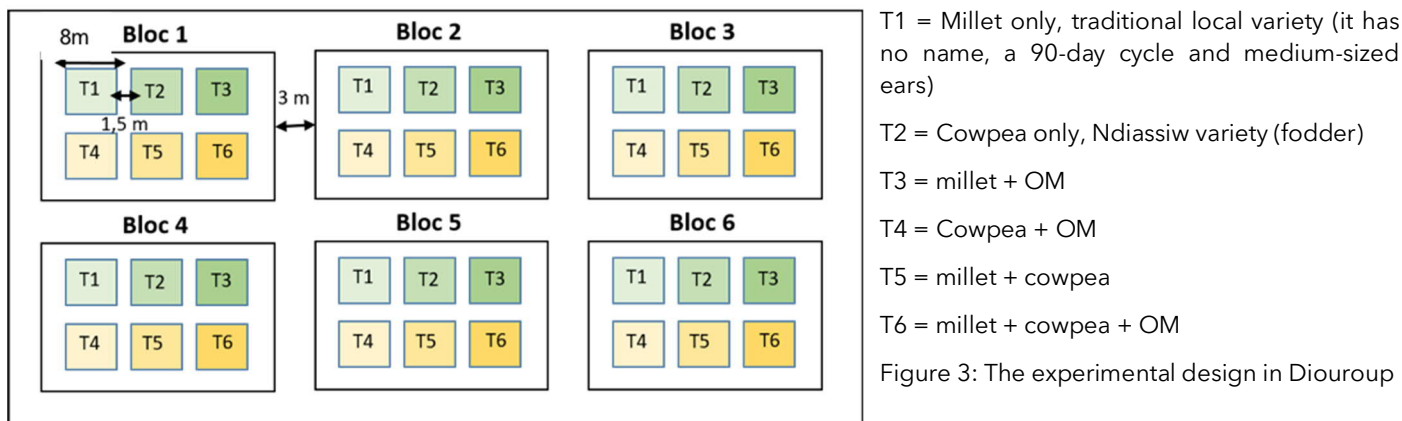 8m
Bloc 1
Bloc 2
Bloc 3
T1 T2 T3
3 m
T1 T2 T3
T1 T2 T3
1,5 m
T4 T5 T6
T4 T5 T6
T4 T5 T6
Bloc 4
Bloc 5
Bloc 6
T1 T2 T3
T1 T2 T3
T1 T2 T3
T4 T5 T6
T4 T5 T6
T4 T5 T6
T1 = Millet only, traditional local variety (it has
no name, a 90-day cycle and medium-sized
ears)
T2 = Cowpea only, Ndiassiw variety (fodder)
T3 = millet + OM
T4 = Cowpea + OM
T5 = millet + cowpea
T6 = millet + cowpea + OM
Figure 3: The experimental design in Diouroup